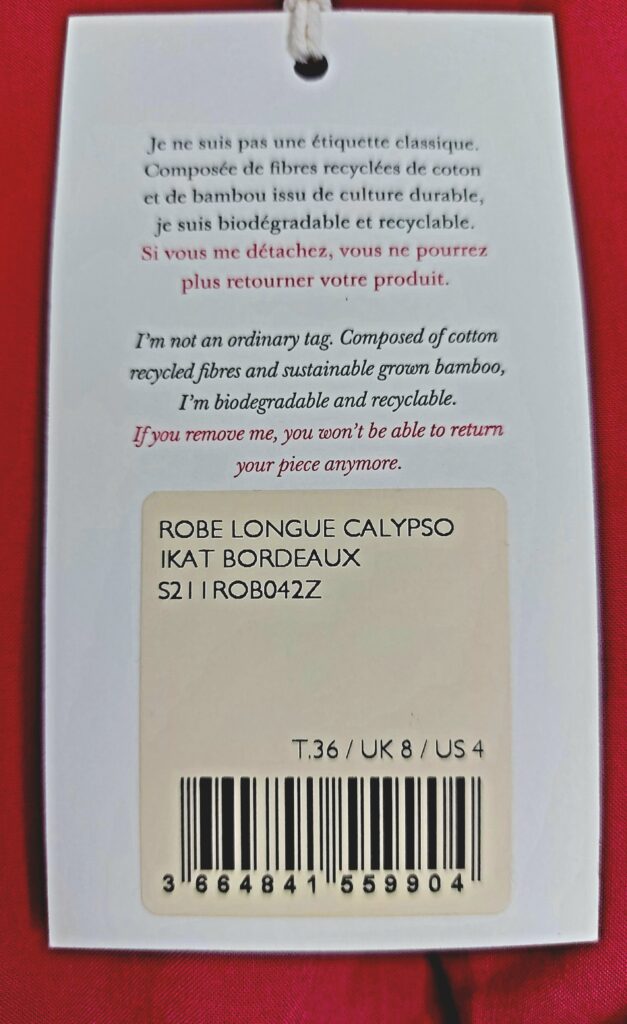 Je ne suis pas une étiquette classique.
Composée de fibres recyclées de coton
et de bambou issu de culture durable,
je suis biodégradable et recyclable.
Si vous me détachez, vous ne pourrez
plus retourner votre produit.
I'm not an ordinary tag. Composed of cotton
recycled fibres and sustainable grown bamboo,
I'm biodegradable and recyclable.
If you remove me, you won't be able to return
your piece anymore.
ROBE LONGUE CALYPSO
IKAT BORDEAUX
S211ROB042Z
T.36 / UK 8 / US 4
3 664841 559904